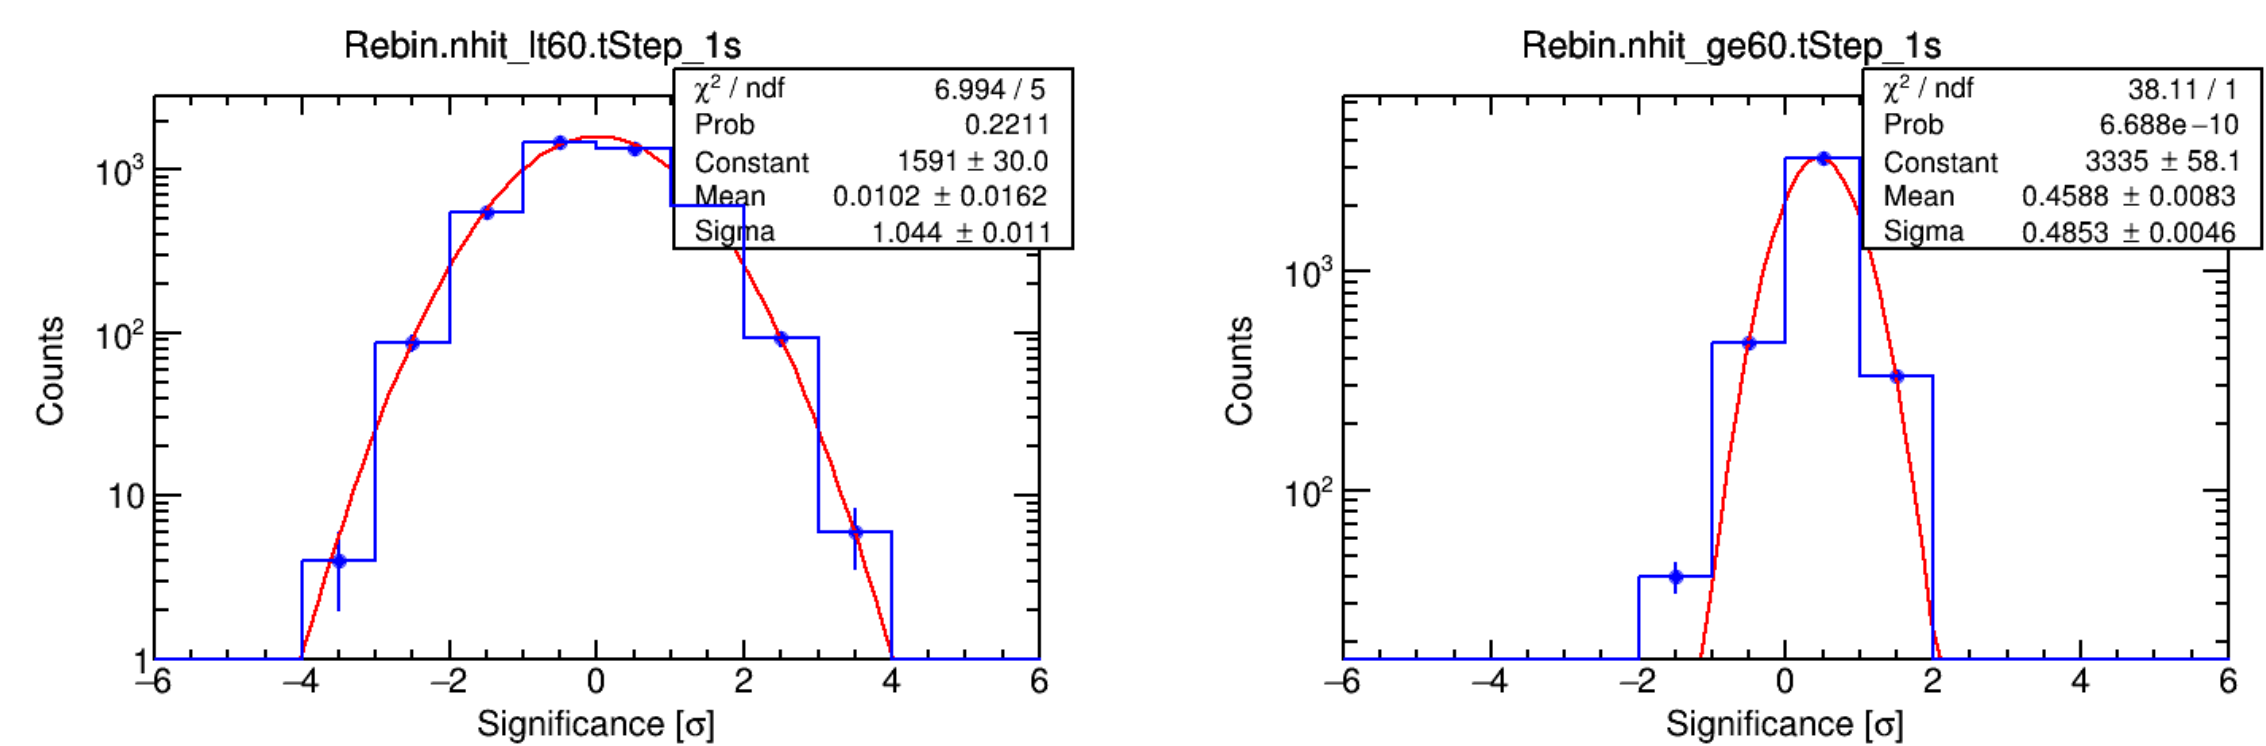 Rebin.nhit_lt60.tStep_1s
χ² / ndf 6.994 / 5
Prob 0.2211
Constant 1591 ± 30.0
Mean 0.0102 ± 0.0162
Sigma 1.044 ± 0.011
10³
10²
10
1
Counts
−6 −4 −2 0 2 4 6
Significance [σ]
Rebin.nhit_ge60.tStep_1s
χ² / ndf 38.11 / 1
Prob 6.688e−10
Constant 3335 ± 58.1
Mean 0.4588 ± 0.0083
Sigma 0.4853 ± 0.0046
10³
10²
Counts
−6 −4 −2 0 2 4 6
Significance [σ]